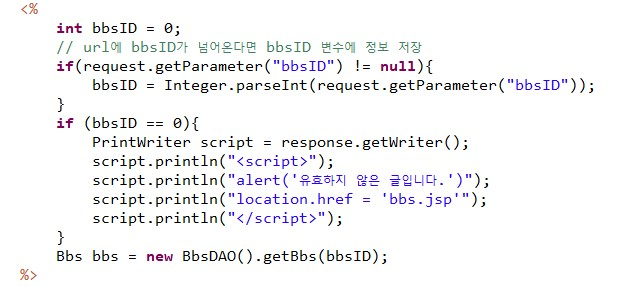 <%
int bbsID = 0;
// url에 bbsID가 넘어온다면 bbsID 변수에 정보 저장
if(request.getParameter("bbsID") != null){
bbsID = Integer.parseInt(request.getParameter("bbsID"));
}
if (bbsID == 0){
PrintWriter script = response.getWriter();
script.println("<script>");
script.println("alert('유효하지 않은 글입니다.')");
script.println("location.href = 'bbs.jsp'");
script.println("</script>");
}
Bbs bbs = new BbsDAO().getBbs(bbsID);
%>